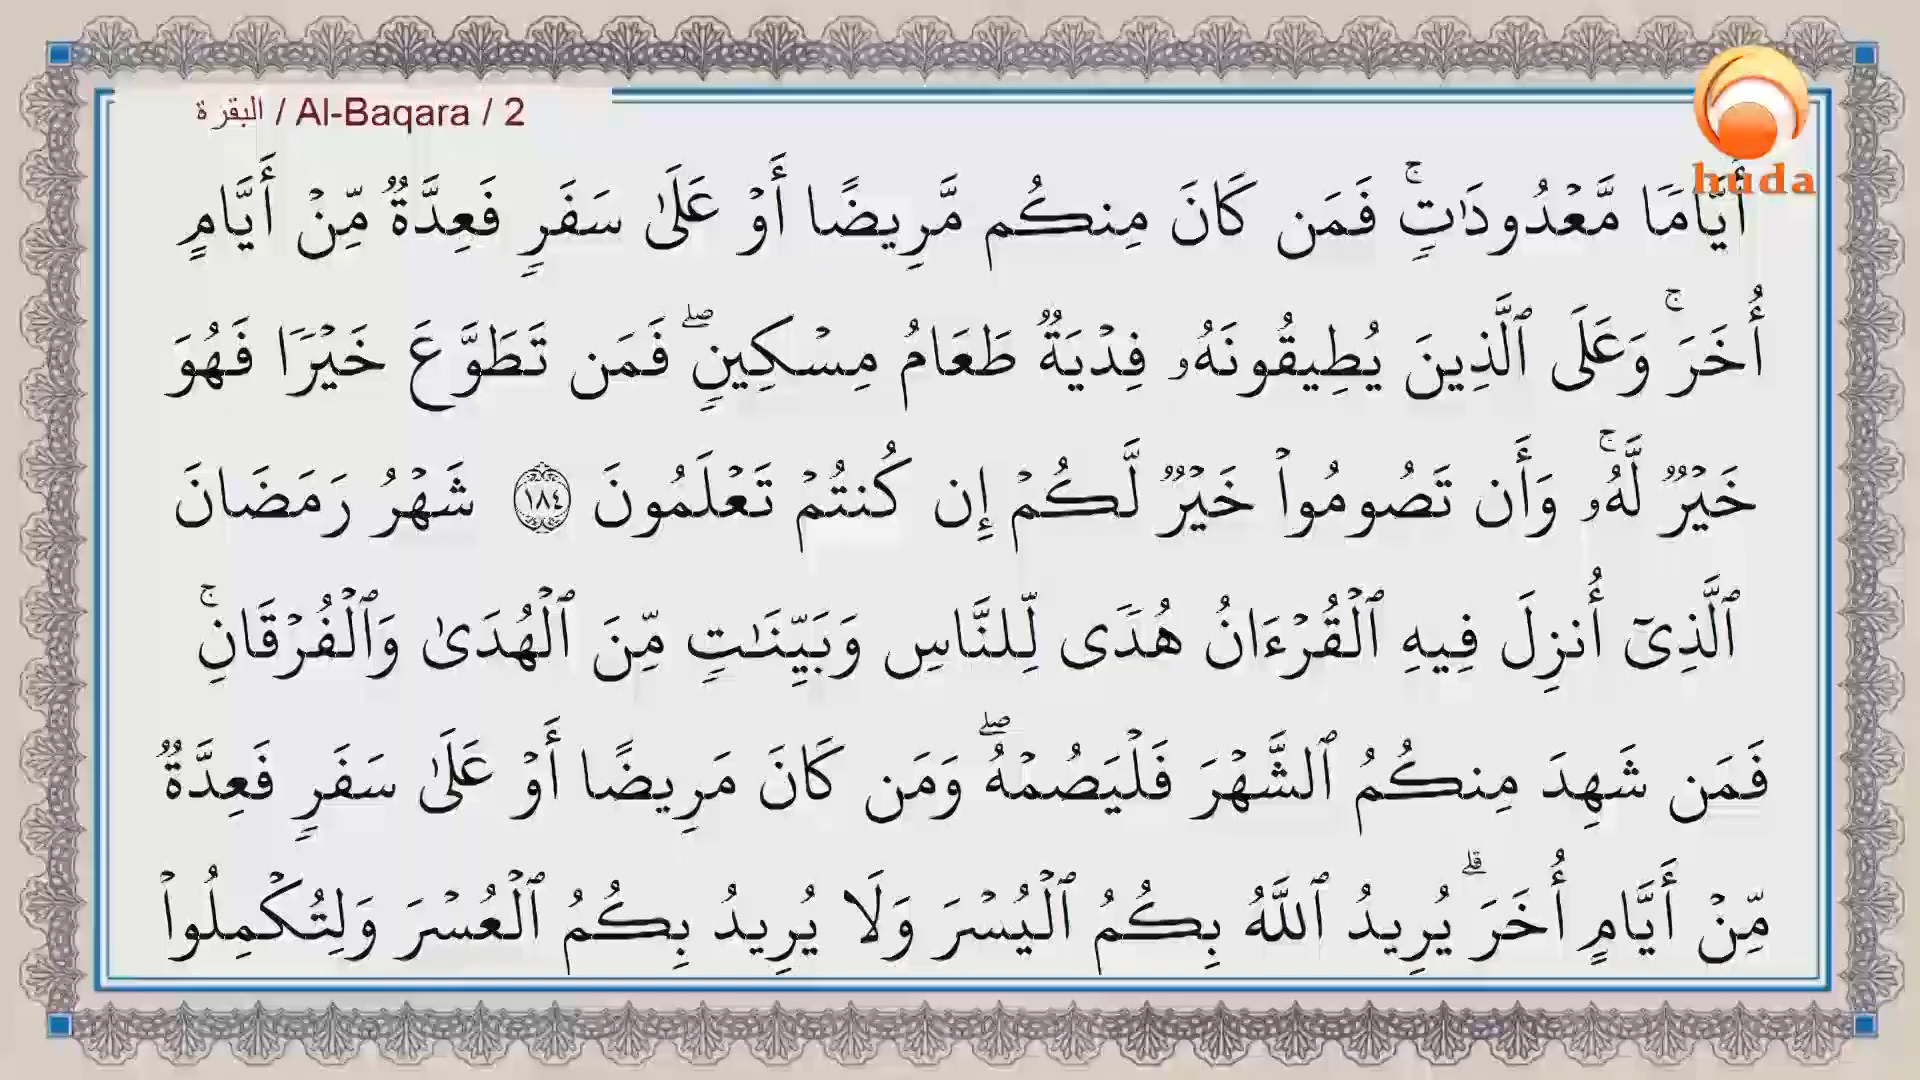 البقرة / Al-Baqara / 2
huda
أَيَّامًا مَّعْدُودَٰتٍ ۚ فَمَن كَانَ مِنكُم مَّرِيضًا أَوْ عَلَىٰ سَفَرٍ فَعِدَّةٌ مِّنْ أَيَّامٍ
أُخَرَ ۚ وَعَلَى ٱلَّذِينَ يُطِيقُونَهُۥ فِدْيَةٌ طَعَامُ مِسْكِينٍ ۖ فَمَن تَطَوَّعَ خَيْرًا فَهُوَ
خَيْرٌ لَّهُۥ ۚ وَأَن تَصُومُوا۟ خَيْرٌ لَّكُمْ إِن كُنتُمْ تَعْلَمُونَ ١٨٤ شَهْرُ رَمَضَانَ
ٱلَّذِىٓ أُنزِلَ فِيهِ ٱلْقُرْءَانُ هُدًى لِّلنَّاسِ وَبَيِّنَـٰتٍ مِّنَ ٱلْهُدَىٰ وَٱلْفُرْقَانِ ۚ
فَمَن شَهِدَ مِنكُمُ ٱلشَّهْرَ فَلْيَصُمْهُ ۖ وَمَن كَانَ مَرِيضًا أَوْ عَلَىٰ سَفَرٍ فَعِدَّةٌ
مِّنْ أَيَّامٍ أُخَرَ ۗ يُرِيدُ ٱللَّهُ بِكُمُ ٱلْيُسْرَ وَلَا يُرِيدُ بِكُمُ ٱلْعُسْرَ وَلِتُكْمِلُوا۟